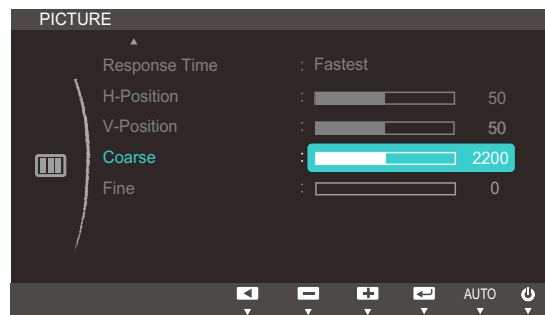 PICTURE
Response Time : Fastest
H-Position : 50
V-Position : 50
Coarse : 2200
Fine : 0
AUTO